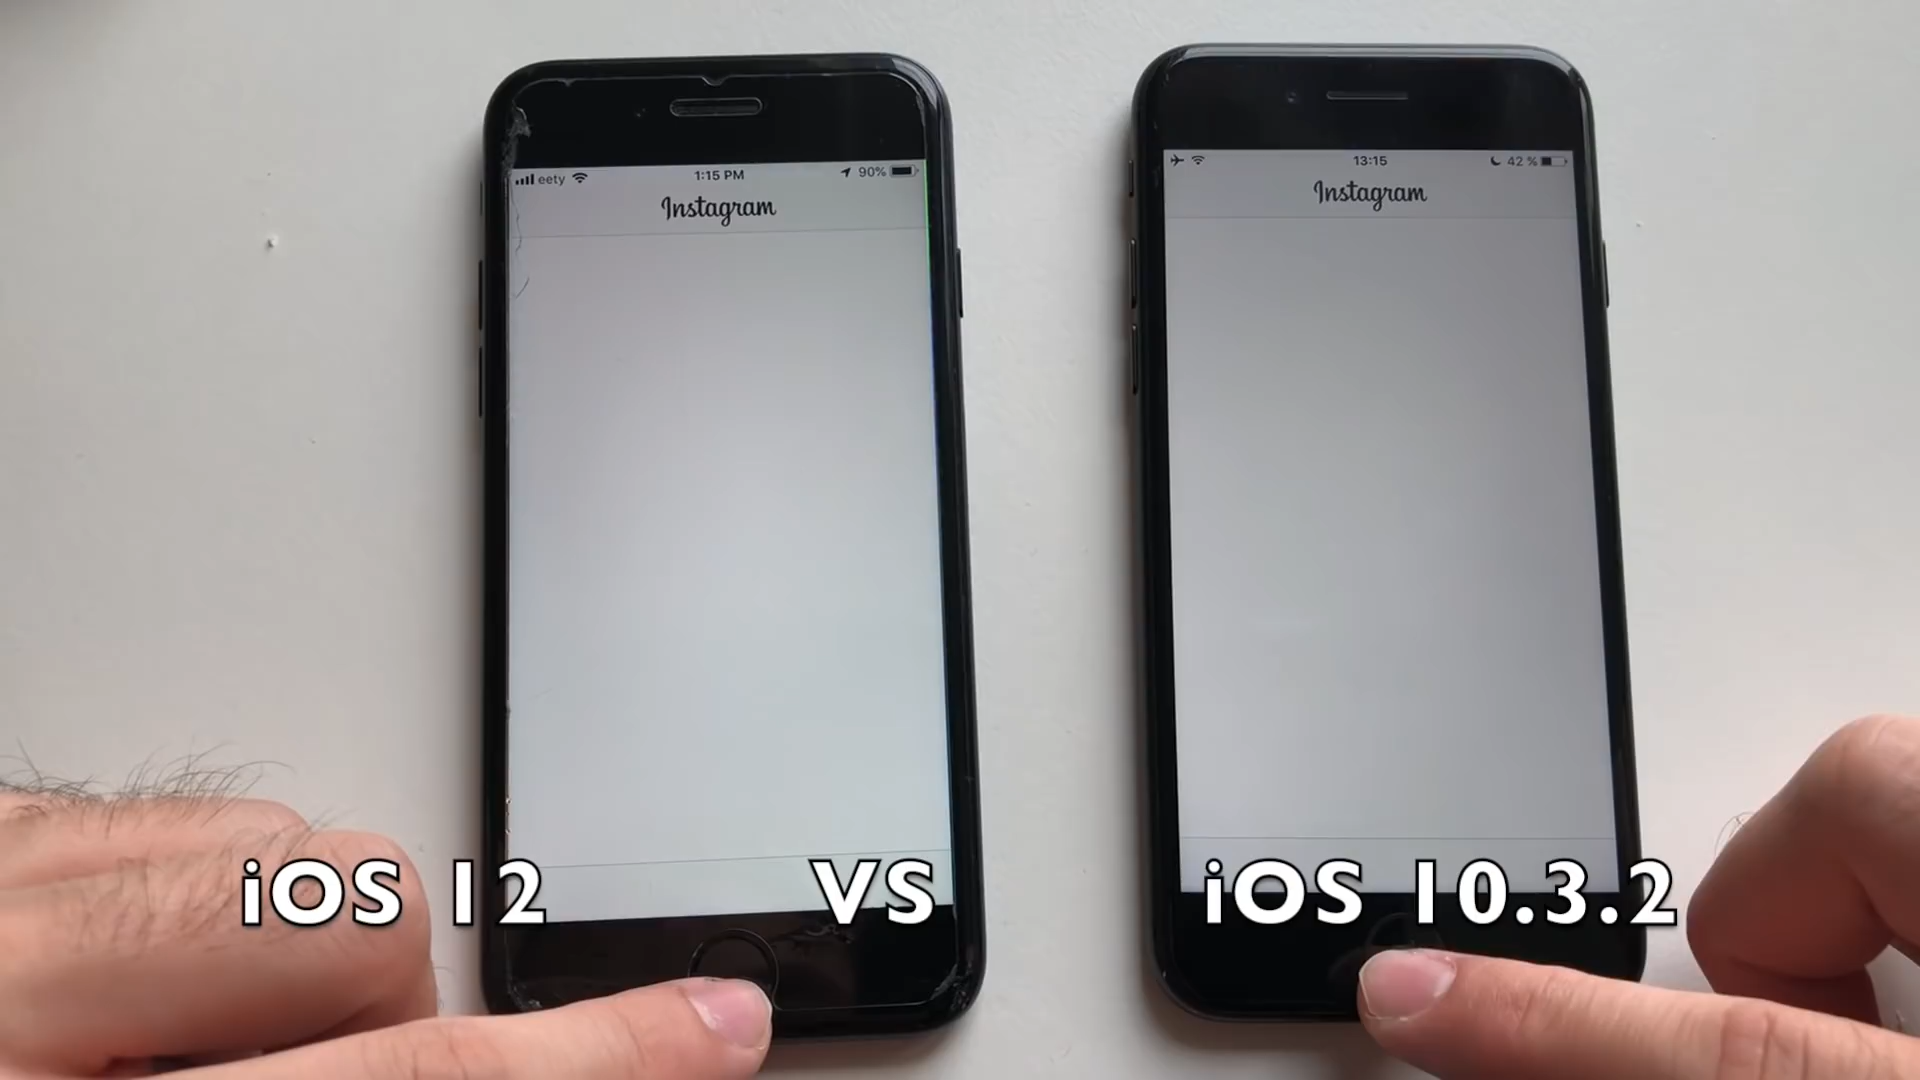 eety 1:15 PM 90%
Instagram
13:15 42 %
Instagram
iOS 12 VS iOS 10.3.2